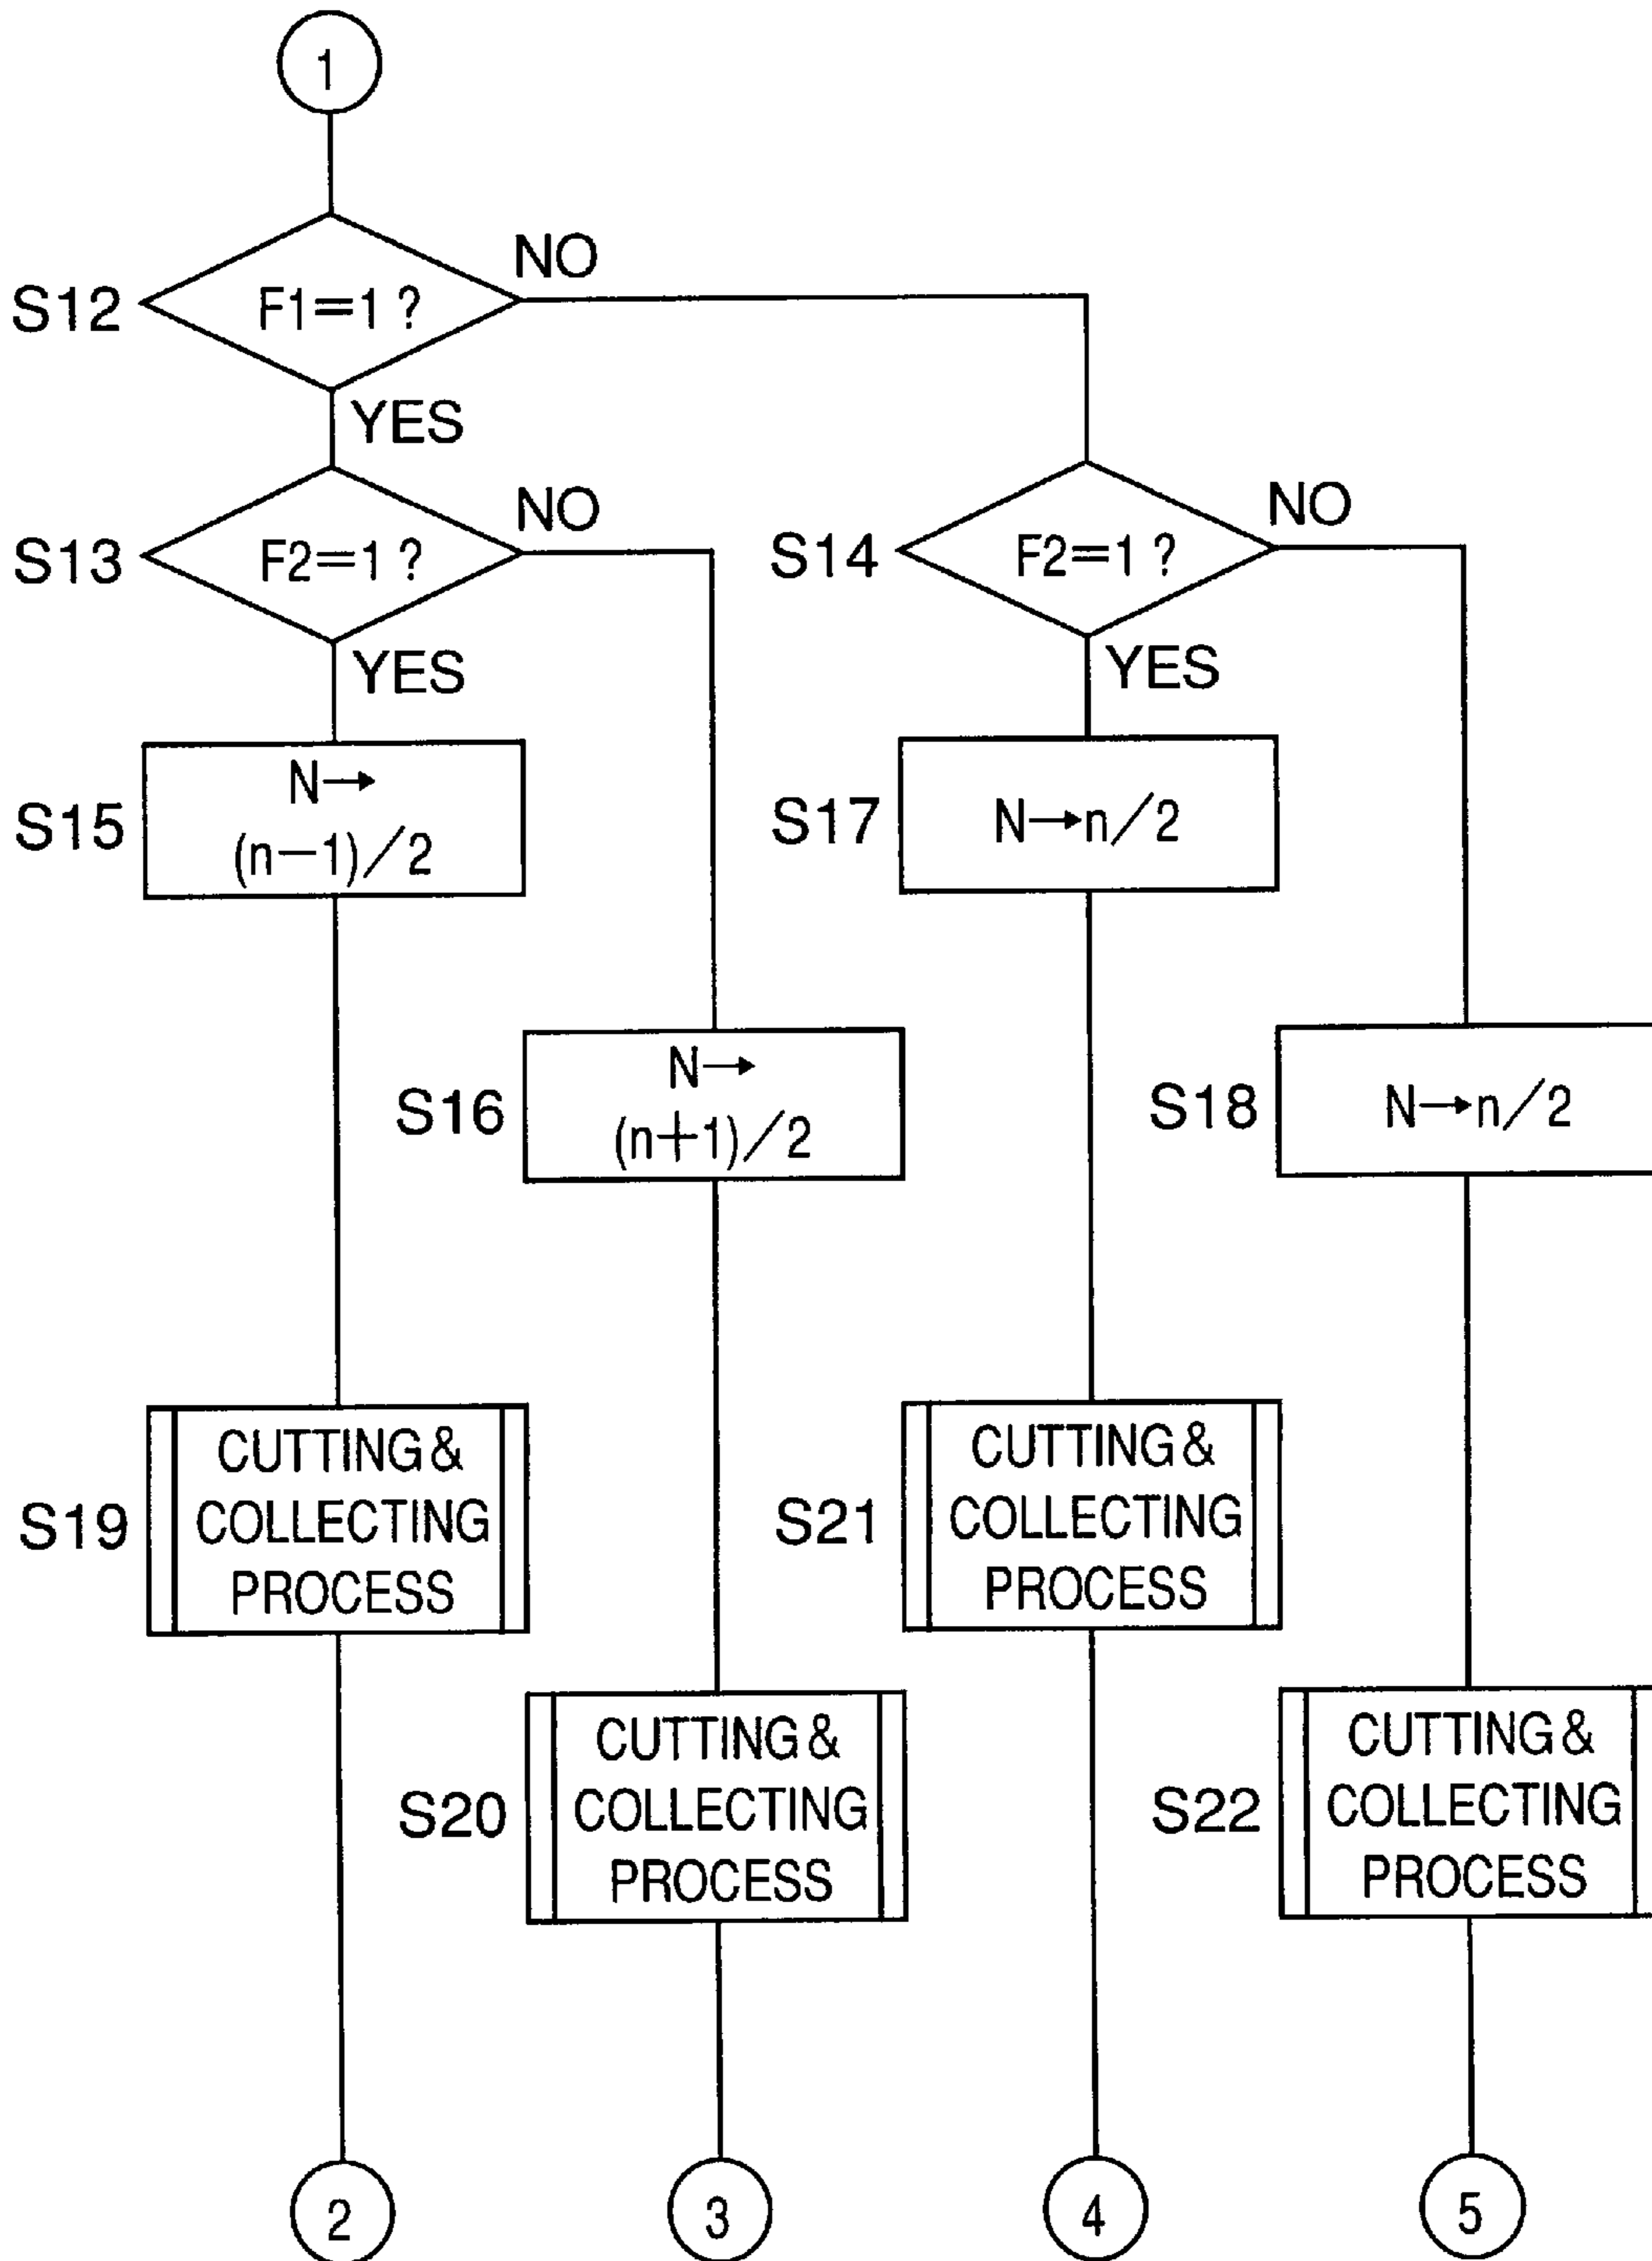 1
S12
F1=1 ?
NO
YES
S13
F2=1 ?
NO
YES
S14
F2=1 ?
NO
YES
S15
N→
(n−1)/2
S17
N→n/2
S16
N→
(n+1)/2
S18
N→n/2
S19
CUTTING &
COLLECTING
PROCESS
S21
CUTTING &
COLLECTING
PROCESS
S20
CUTTING &
COLLECTING
PROCESS
S22
CUTTING &
COLLECTING
PROCESS
2
3
4
5